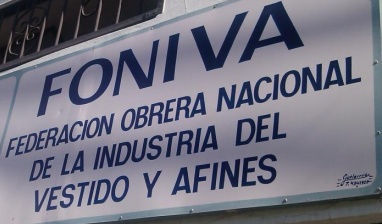 FONIVA
FEDERACION OBRERA NACIONAL
DE LA INDUSTRIA DEL
VESTIDO Y AFINES